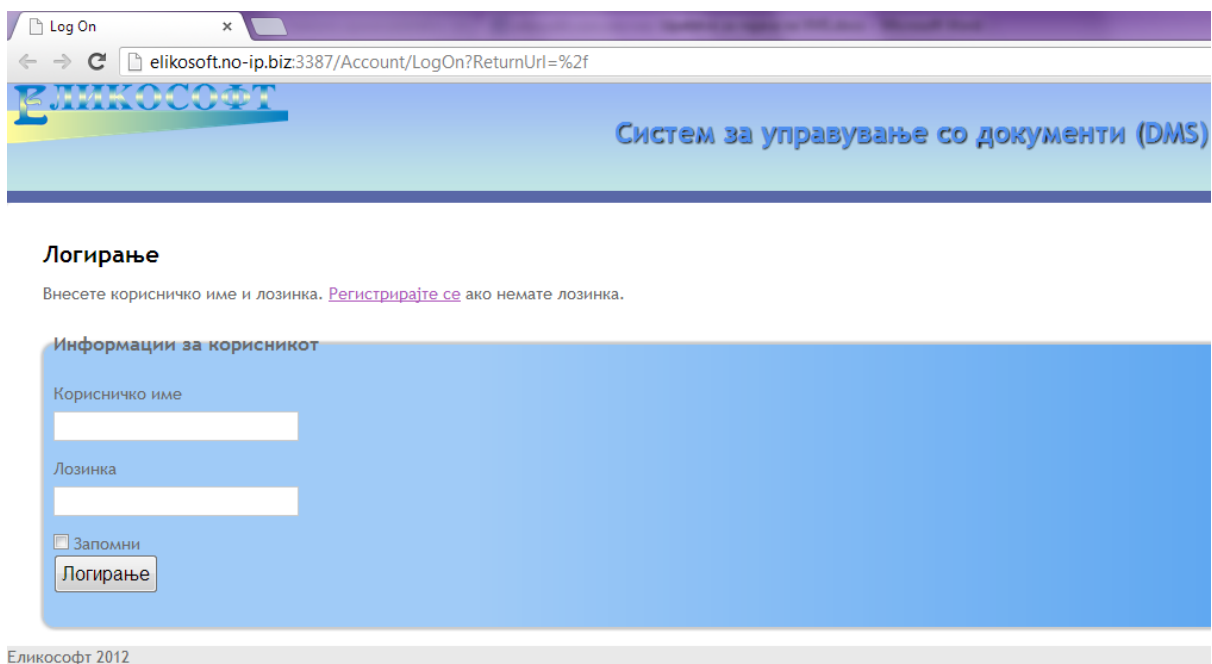 Log On
elikosoft.no-ip.biz:3387/Account/LogOn?ReturnUrl=%2f
ЕЛИКОСОФТ
Систем за управување со документи (DMS)
Логирање
Внесете корисничко име и лозинка. Регистрирајте се ако немате лозинка.
Информации за корисникот
Корисничко име
Лозинка
Запомни
Логирање
Еликософт 2012